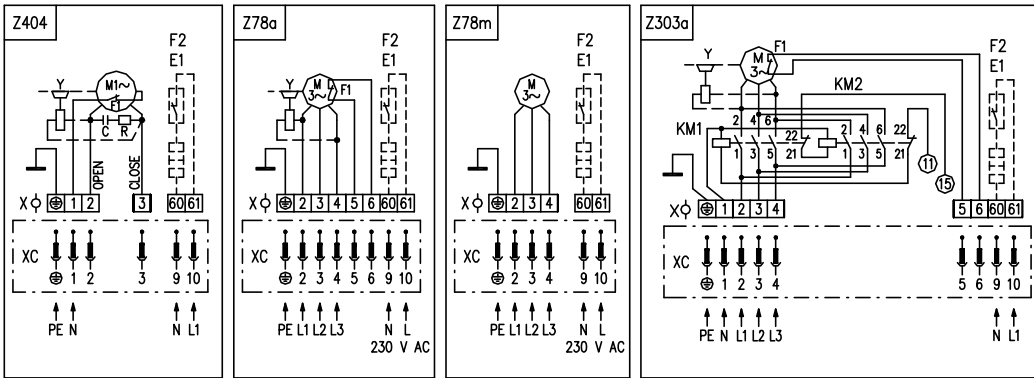 Z404
F2
E1
Y
M1~
F1
C R
OPEN
CLOSE
X 1 2 3 60 61
XC
1 2 3 9 10
PE N N L1
Z78a
F2
E1
Y
M
3~
F1
X 2 3 4 5 6 60 61
XC
2 3 4 5 6 9 10
PE L1 L2 L3 N L
230 V AC
Z78m
F2
E1
M
3~
X 2 3 4 60 61
XC
2 3 4 9 10
PE L1 L2 L3 N L
230 V AC
Z303a
F1
F2
E1
Y
M
3~
KM2
KM1
2 4 6 22 2 4 6 22
1 3 5 21 1 3 5 21
11
15
X 1 2 3 4 5 6 60 61
XC
1 2 3 4 5 6 9 10
PE N L1 L2 L3 N L1